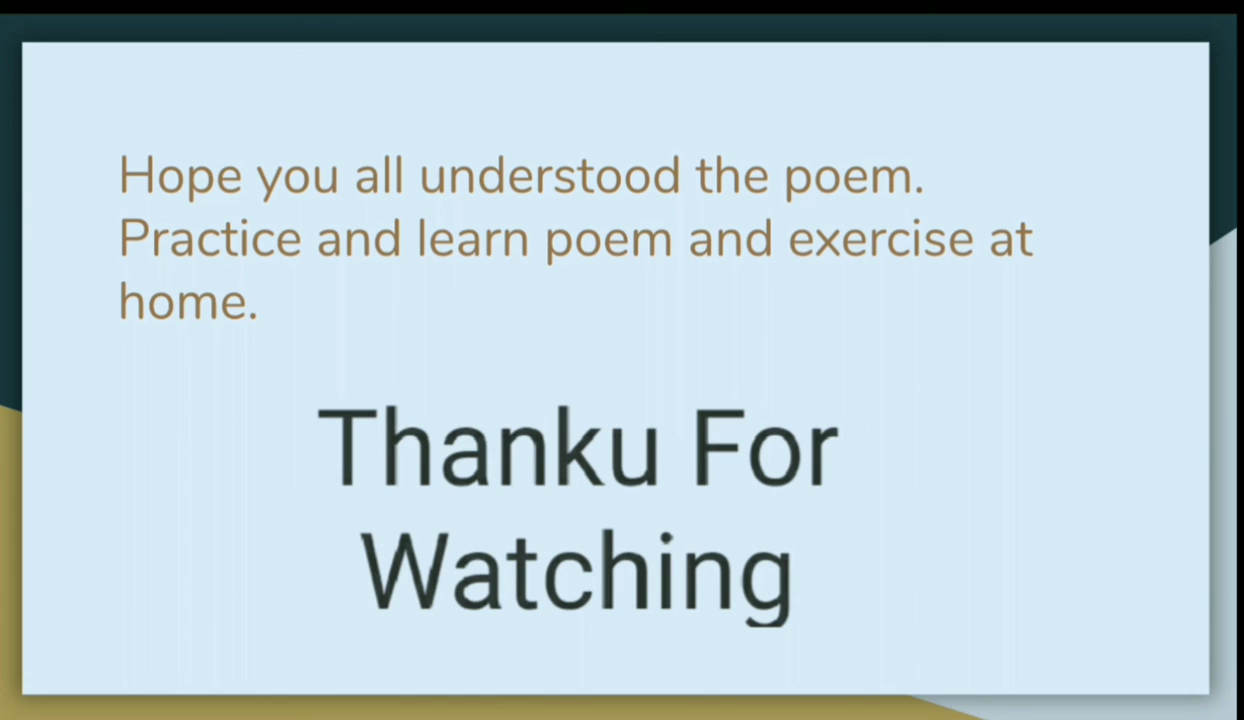 Hope you all understood the poem.
Practice and learn poem and exercise at
home.
Thanku For
Watching